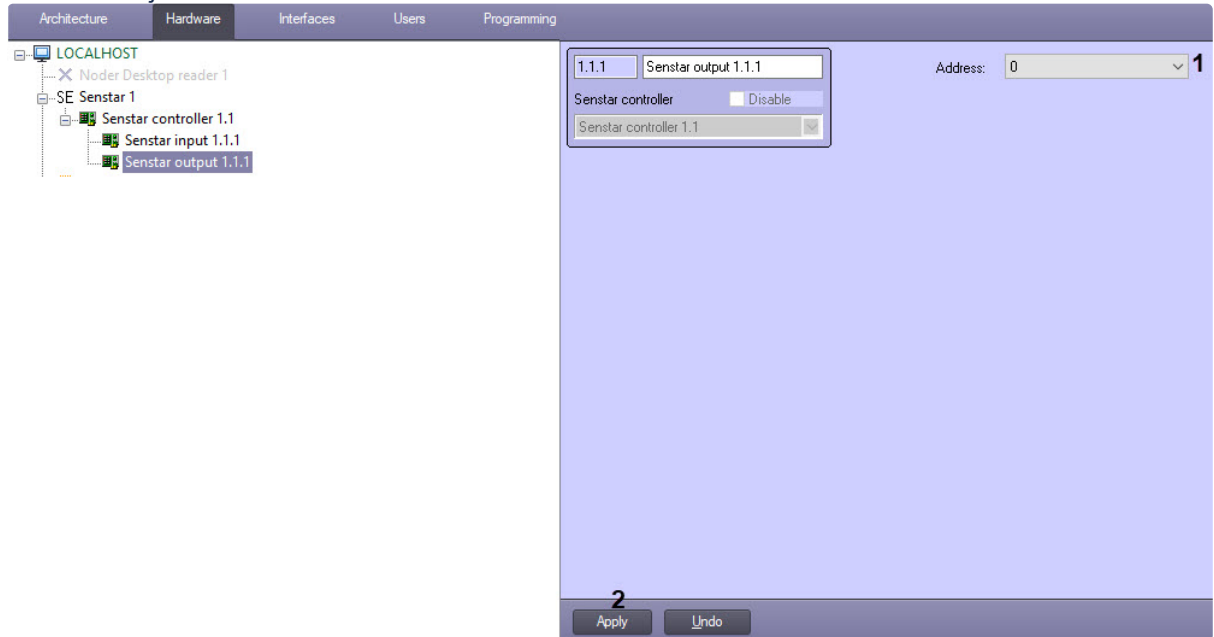 Architecture Hardware Interfaces Users Programming
LOCALHOST
Noder Desktop reader 1
SE Senstar 1
Senstar controller 1.1
Senstar input 1.1.1
Senstar output 1.1.1
1.1.1 Senstar output 1.1.1
Senstar controller Disable
Senstar controller 1.1
Address: 0 1
2
Apply Undo